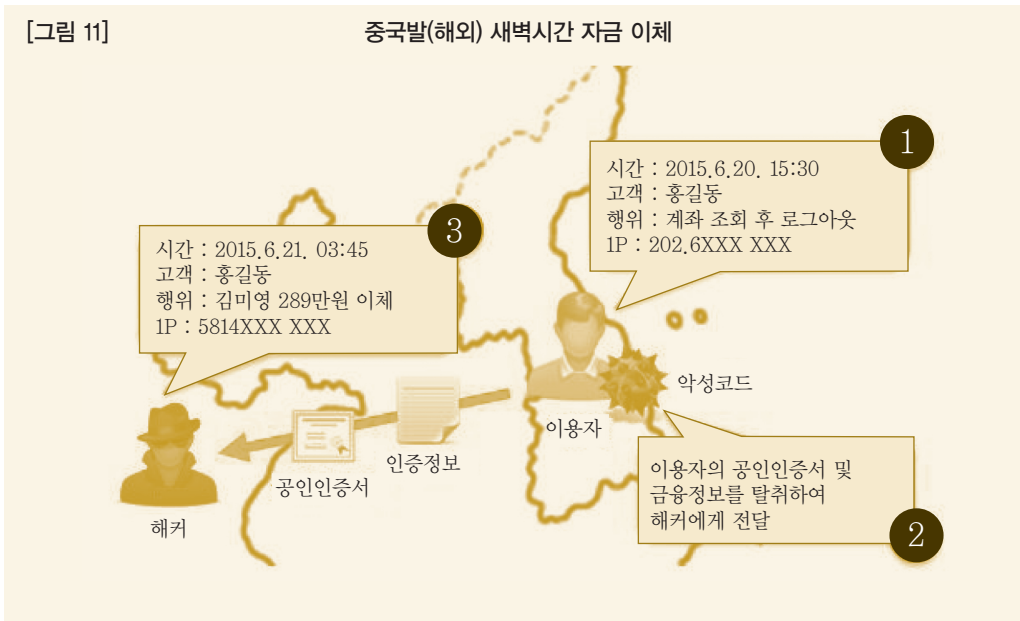 [그림 11]
중국발(해외) 새벽시간 자금 이체
1
시간 : 2015.6.20. 15:30
고객 : 홍길동
행위 : 계좌 조회 후 로그아웃
1P : 202.6XXX XXX
3
시간 : 2015.6.21. 03:45
고객 : 홍길동
행위 : 김미영 289만원 이체
1P : 5814XXX XXX
악성코드
이용자
인증정보
공인인증서
해커
이용자의 공인인증서 및
금융정보를 탈취하여
해커에게 전달
2